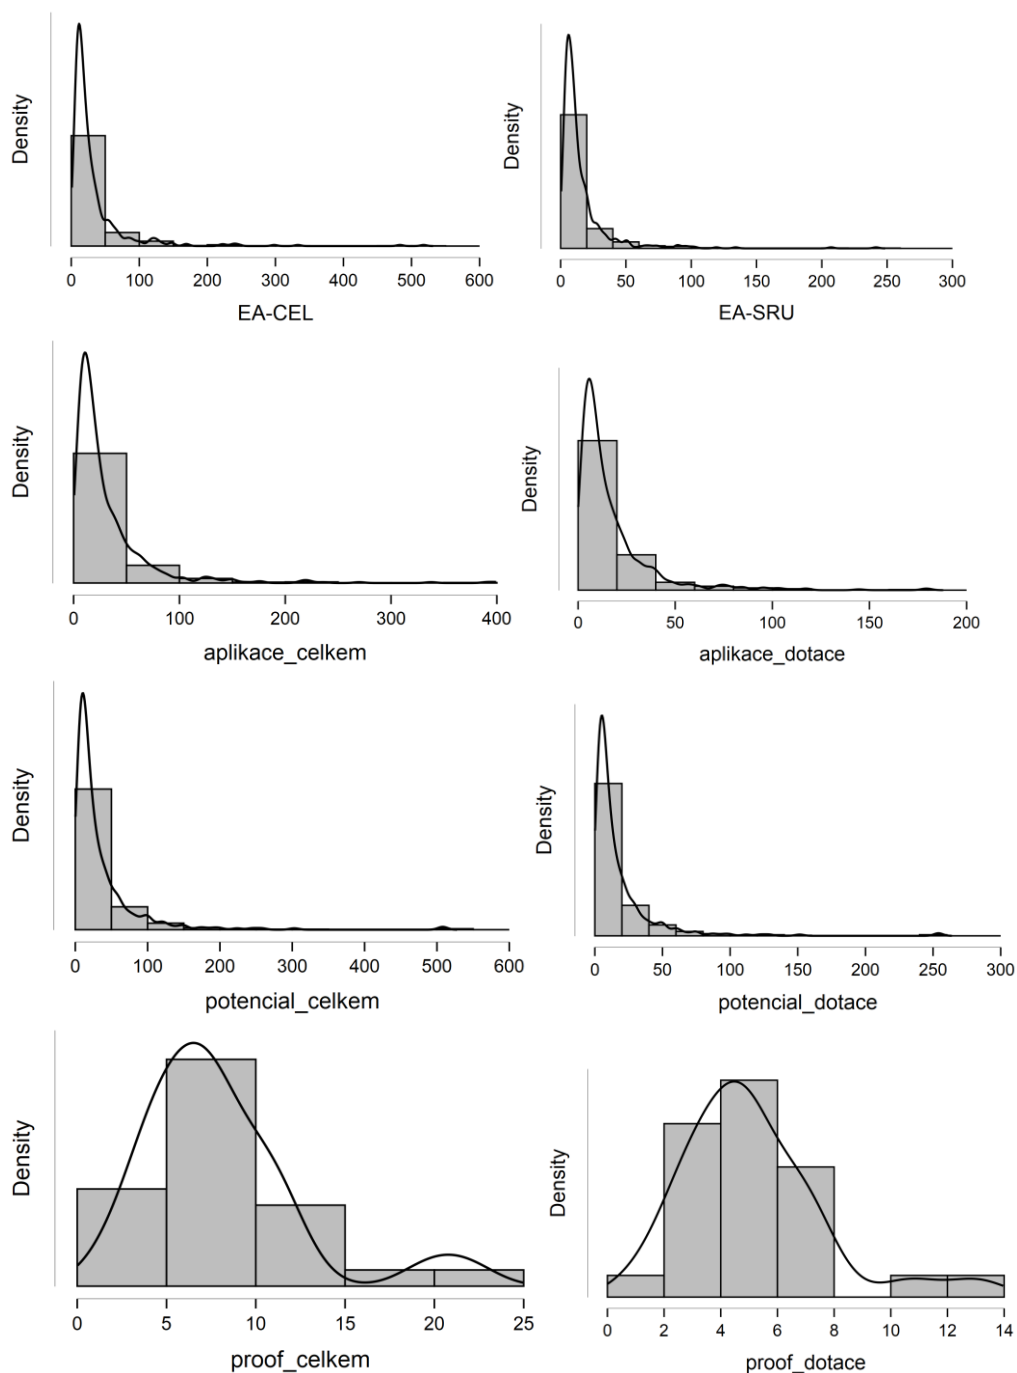 Density
0 100 200 300 400 500 600
EA-CEL
Density
0 50 100 150 200 250 300
EA-SRU
Density
0 100 200 300 400
aplikace_celkem
Density
0 50 100 150 200
aplikace_dotace
Density
0 100 200 300 400 500 600
potencial_celkem
Density
0 50 100 150 200 250 300
potencial_dotace
Density
0 5 10 15 20 25
proof_celkem
Density
0 2 4 6 8 10 12 14
proof_dotace